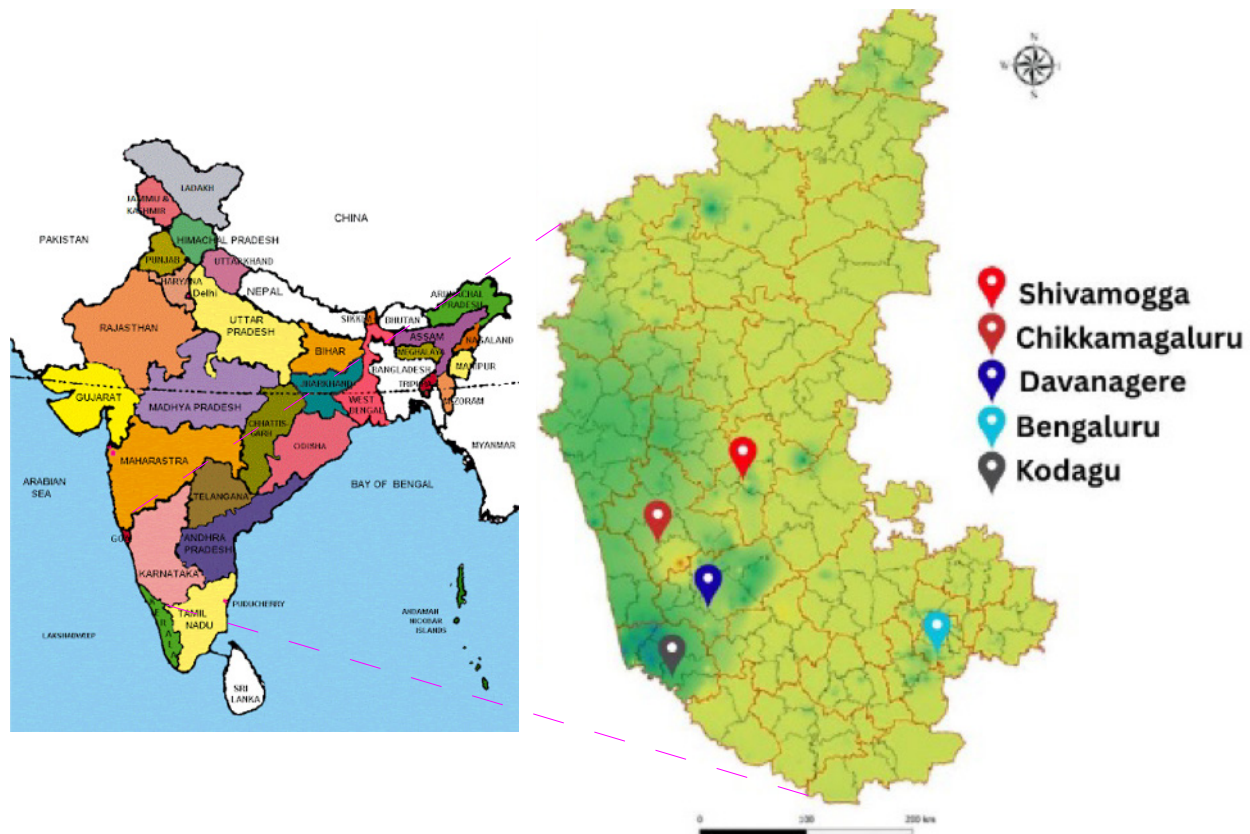 LADAKH
JAMMU &
KASHMIR
CHINA
PAKISTAN
HIMACHAL PRADESH
PUNJAB
UTTARKHAND
HARYANA
Delhi
NEPAL
ARUNACHAL
PRADESH
RAJASTHAN
UTTAR
PRADESH
SIKKIM
BHUTAN
ASSAM
NAGALAND
BIHAR
MEGHALAYA
MANIPUR
BANGLADESH
GUJARAT
JHARKHAND
TRIPURA
MADHYA PRADESH
WEST
BENGAL
MIZORAM
CHHATTIS-
GARH
MYANMAR
MAHARASTRA
ODISHA
ARABIAN
SEA
TELANGANA
BAY OF BENGAL
GOA
ANDHRA
PRADESH
KARNATAKA
PUDUCHERRY
TAMIL
NADU
LAKSHADWEEP
ANDAMAN
NICOBAR
ISLANDS
SRI
LANKA
N
W
S
Shivamogga
Chikkamagaluru
Davanagere
Bengaluru
Kodagu
0 100 200 km